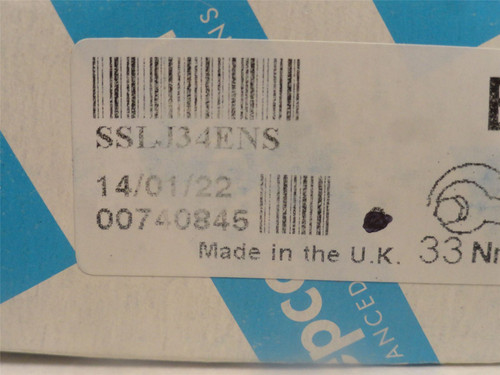 SSLJ34ENS
14/01/22
00740845
Made in the U.K. 33 Nm